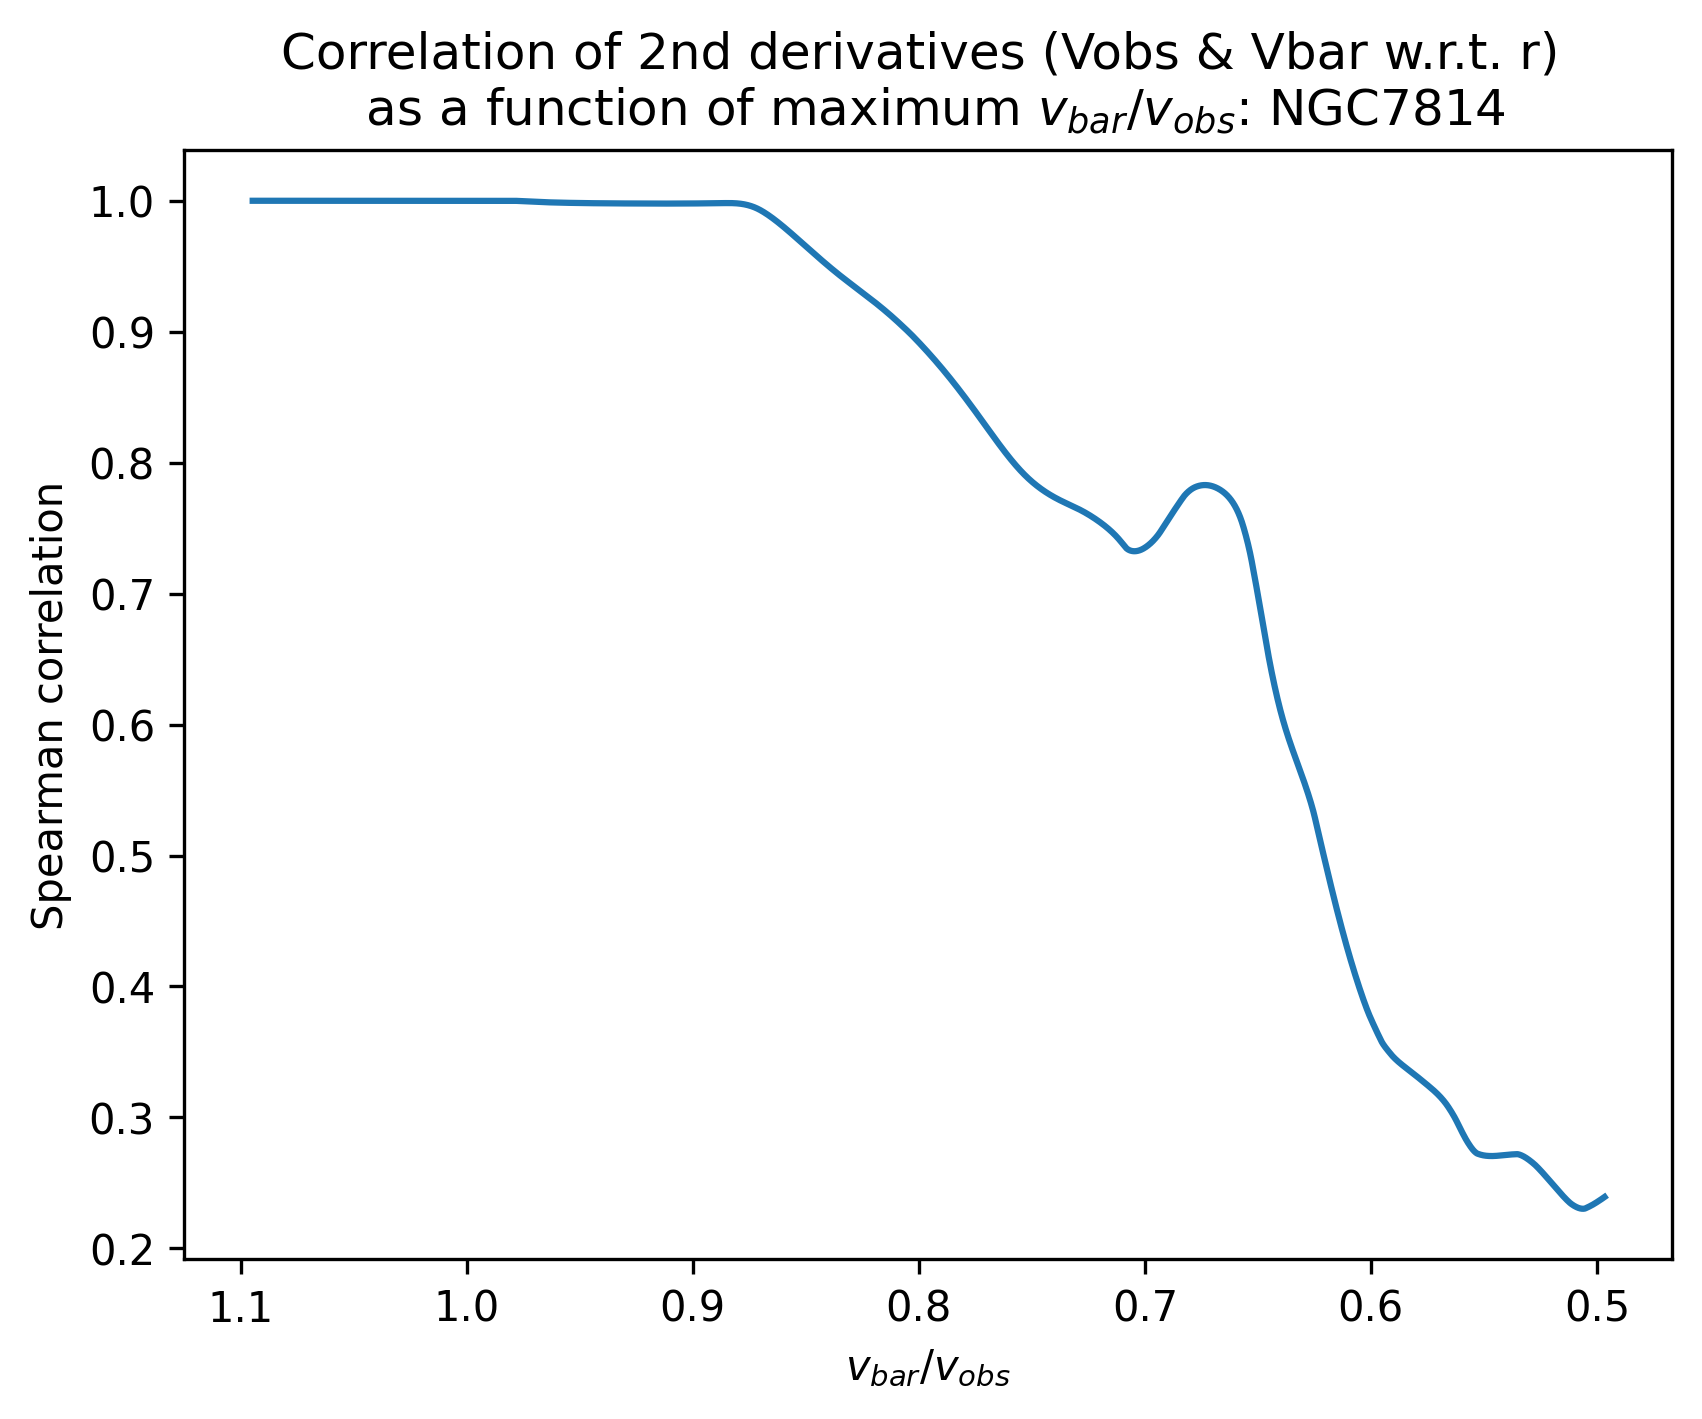 Correlation of 2nd derivatives (Vobs & Vbar w.r.t. r)
as a function of maximum v_bar/v_obs: NGC7814
1.0
0.9
0.8
0.7
0.6
0.5
0.4
0.3
0.2
Spearman correlation
1.1 1.0 0.9 0.8 0.7 0.6 0.5
v_bar/v_obs